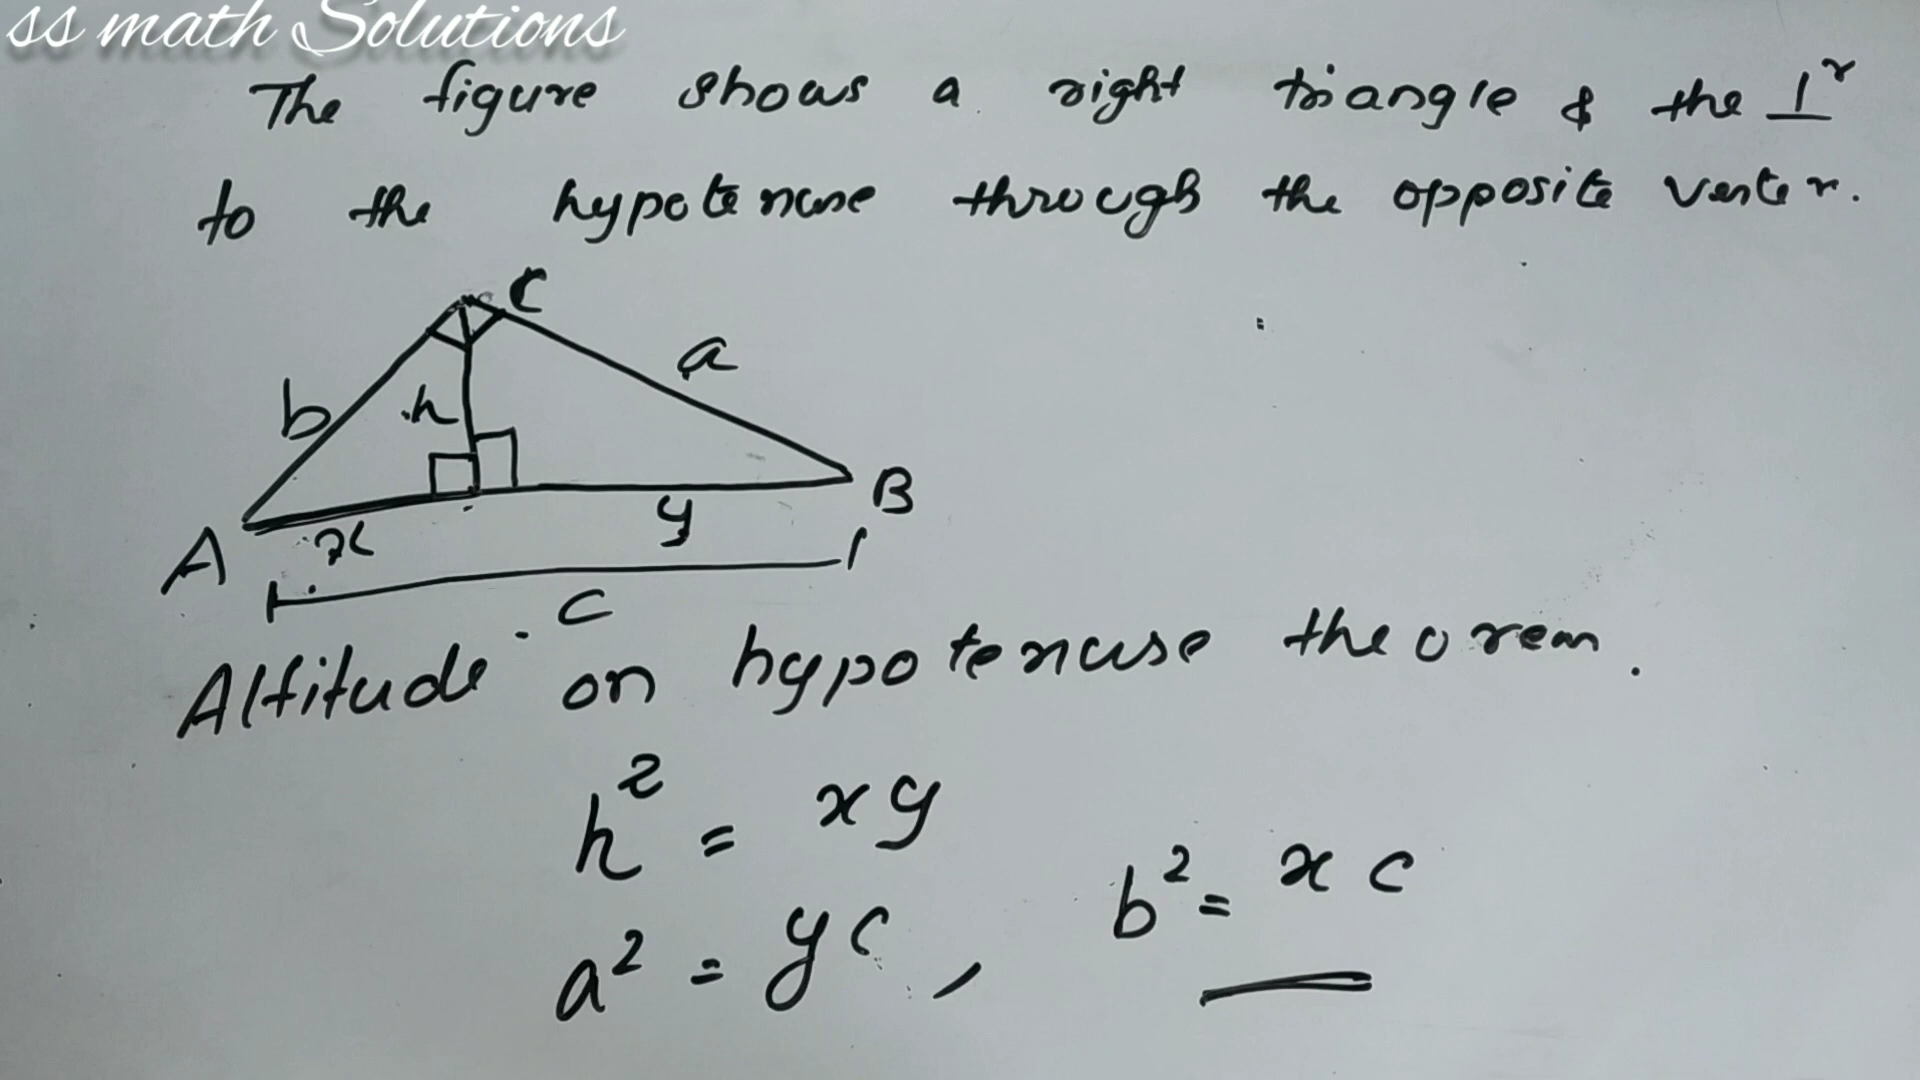 ss math Solutions
The figure shows a right triangle & the ⊥r
to the hypotenuse through the opposite vertex.
C
b
h
a
A
x
y
B
c
Altitude on hypotenuse theorem.
h² = xy
a² = yc, b² = xc